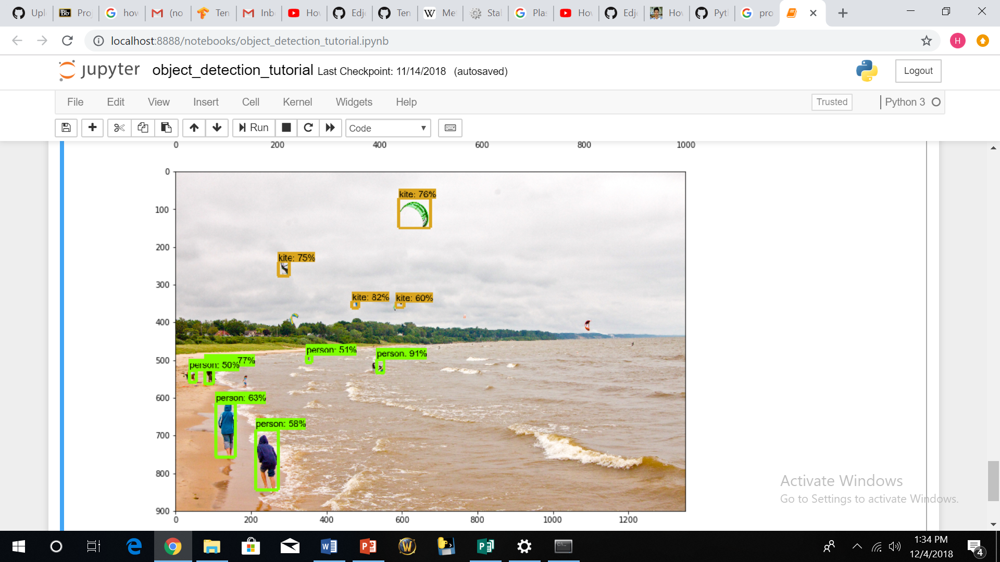 Upl
Bb Proj
how
(no
Ten
Inb
Hov
Edj
Ten
W Me
Stal
Pla
Hov
Edj
Hov
Pyt
pro
localhost:8888/notebooks/object_detection_tutorial.ipynb
H
jupyter object_detection_tutorial Last Checkpoint: 11/14/2018 (autosaved)
Logout
File Edit View Insert Cell Kernel Widgets Help
Trusted
Python 3
Run
Code
0 200 400 600 800 1000
0
100
200
300
400
500
600
700
800
900
kite: 76%
kite: 75%
kite: 82%
kite: 60%
person: 51%
person: 91%
77%
person: 50%
person: 63%
person: 58%
0 200 400 600 800 1000 1200
Activate Windows
Go to Settings to activate Windows.
1:34 PM
12/4/2018
4